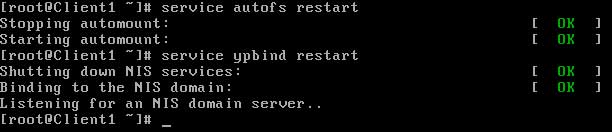 [root@Client1 ~]# service autofs restart
Stopping automount: [ OK ]
Starting automount: [ OK ]
[root@Client1 ~]# service ypbind restart
Shutting down NIS services: [ OK ]
Binding to the NIS domain: [ OK ]
Listening for an NIS domain server..
[root@Client1 ~]# _